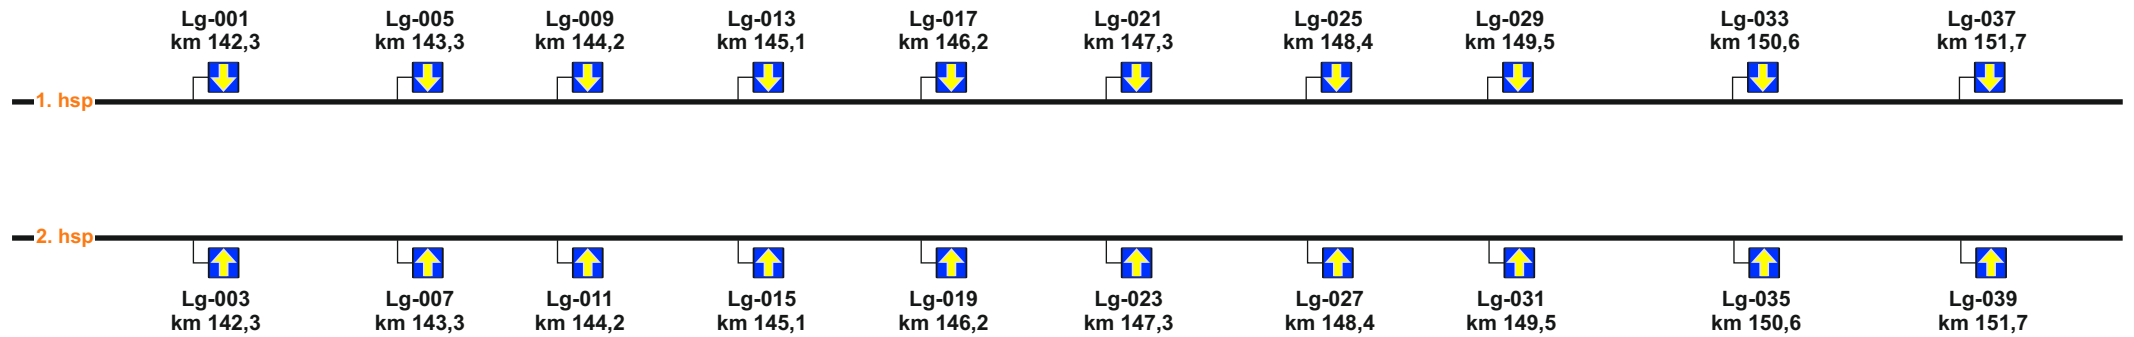 Lg-001 Lg-005 Lg-009 Lg-013 Lg-017 Lg-021 Lg-025 Lg-029 Lg-033 Lg-037
km 142,3 km 143,3 km 144,2 km 145,1 km 146,2 km 147,3 km 148,4 km 149,5 km 150,6 km 151,7
1. hsp
2. hsp
Lg-003 Lg-007 Lg-011 Lg-015 Lg-019 Lg-023 Lg-027 Lg-031 Lg-035 Lg-039
km 142,3 km 143,3 km 144,2 km 145,1 km 146,2 km 147,3 km 148,4 km 149,5 km 150,6 km 151,7